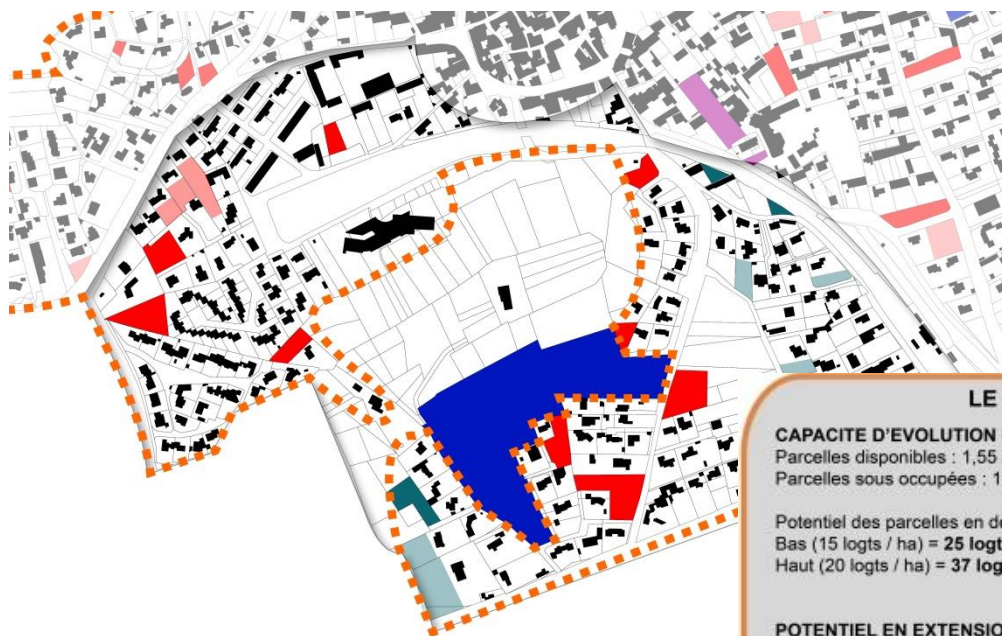 LE
CAPACITE D'EVOLUTION
Parcelles disponibles : 1,55
Parcelles sous occupées : 1
Potentiel des parcelles en de
Bas (15 logts / ha) = 25 logt
Haut (20 logts / ha) = 37 log
POTENTIEL EN EXTENSIO